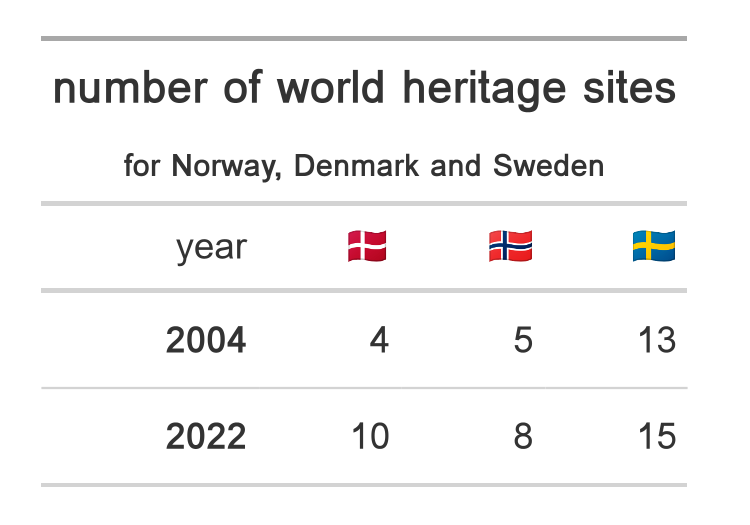 number of world heritage sites
for Norway, Denmark and Sweden
year 🇩🇰 🇳🇴 🇸🇪
2004 4 5 13
2022 10 8 15